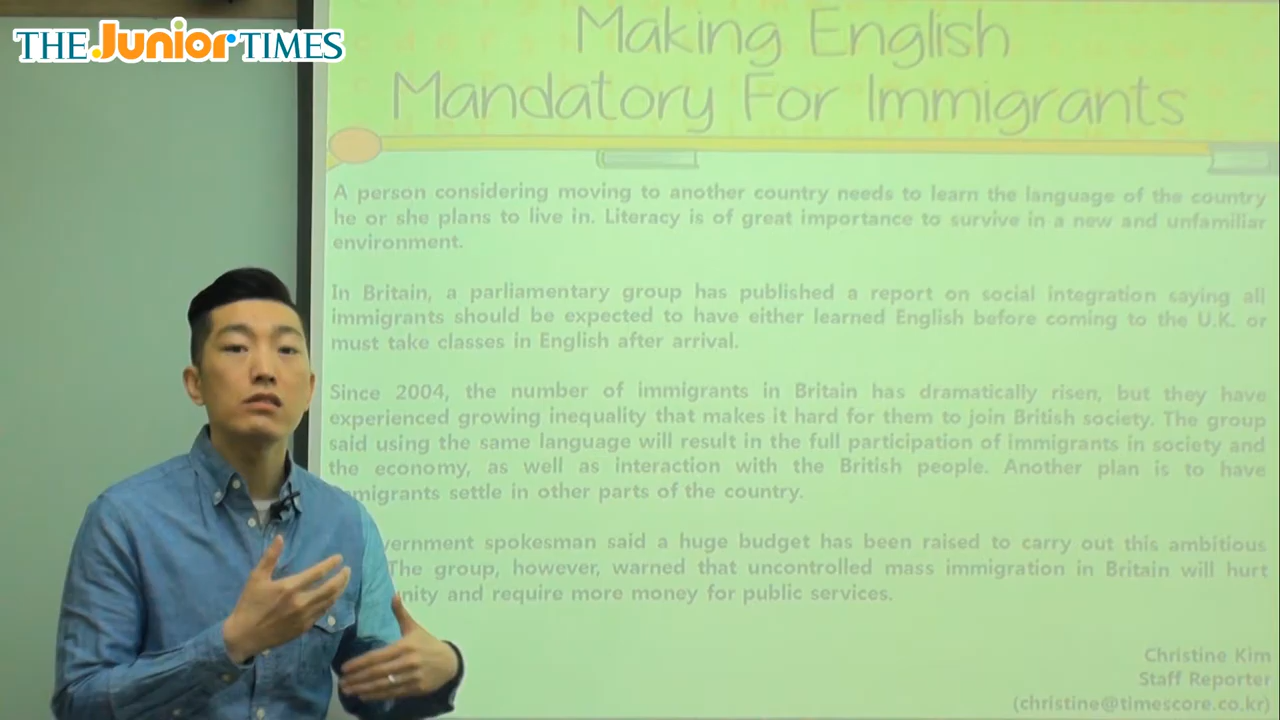 THE Junior TIMES
Making English
Mandatory For Immigrants
A person considering moving to another country needs to learn the language of the country
he or she plans to live in. Literacy is of great importance to survive in a new and unfamiliar
environment.
In Britain, a parliamentary group has published a report on social integration saying all
immigrants should be expected to have either learned English before coming to the U.K. or
must take classes in English after arrival.
Since 2004, the number of immigrants in Britain has dramatically risen, but they have
experienced growing inequality that makes it hard for them to join British society. The group
said using the same language will result in the full participation of immigrants in society and
the economy, as well as interaction with the British people. Another plan is to have
migrants settle in other parts of the country.
vernment spokesman said a huge budget has been raised to carry out this ambitious
The group, however, warned that uncontrolled mass immigration in Britain will hurt
nity and require more money for public services.
Christine Kim
Staff Reporter
(christine@timescore.co.kr)